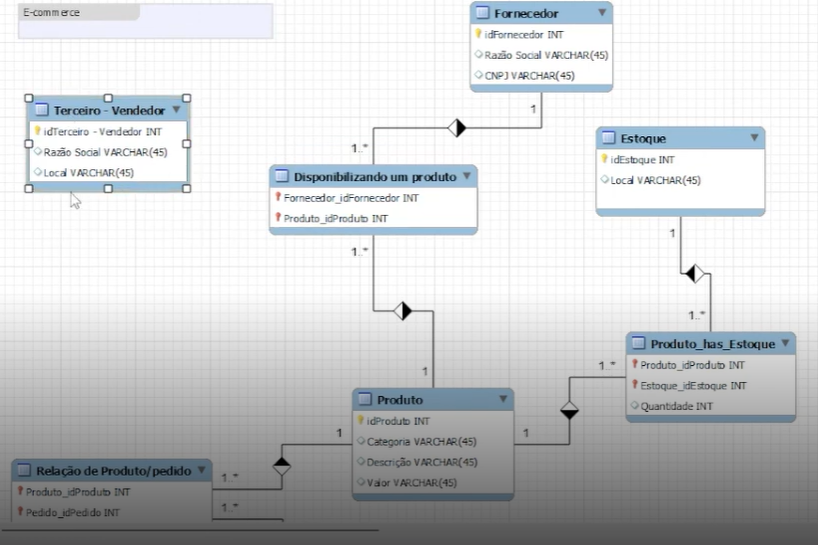 E-commerce
Fornecedor
idFornecedor INT
Razão Social VARCHAR(45)
CNPJ VARCHAR(45)
1
1..*
Terceiro - Vendedor
idTerceiro - Vendedor INT
Razão Social VARCHAR(45)
Local VARCHAR(45)
Estoque
idEstoque INT
Local VARCHAR(45)
1
1..*
Disponibilizando um produto
Fornecedor_idFornecedor INT
Produto_idProduto INT
1..*
1
Produto_has_Estoque
Produto_idProduto INT
Estoque_idEstoque INT
Quantidade INT
1..*
1
Produto
idProduto INT
Categoria VARCHAR(45)
Descrição VARCHAR(45)
Valor VARCHAR(45)
1
1..*
Relação de Produto/pedido
Produto_idProduto INT
Pedido_idPedido INT
1..*